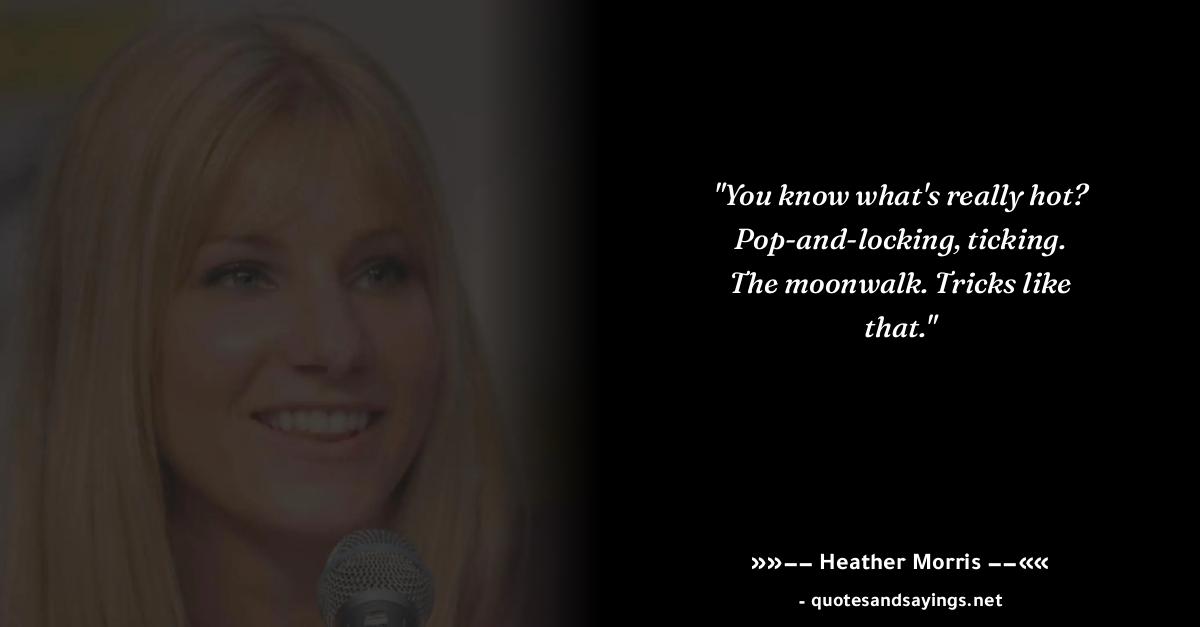 "You know what's really hot?
Pop-and-locking, ticking.
The moonwalk. Tricks like
that."
»»−− Heather Morris −−««
- quotesandsayings.net